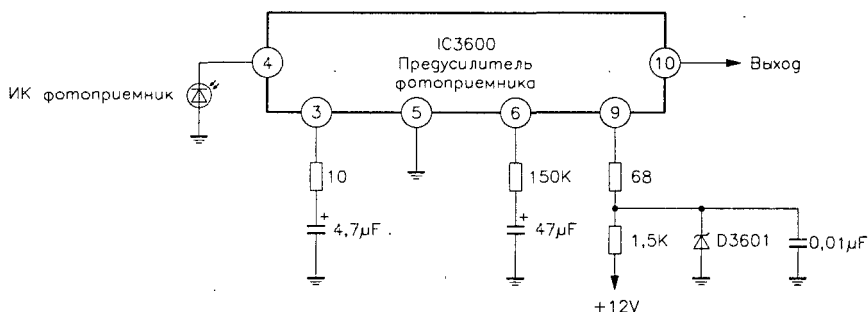 IC3600
Предусилитель
фотоприемника
4
10
Выход
ИК фотоприемник
3
5
6
9
10
150K
68
+
4,7µF
+
47µF
1,5K
D3601
0,01µF
+12V